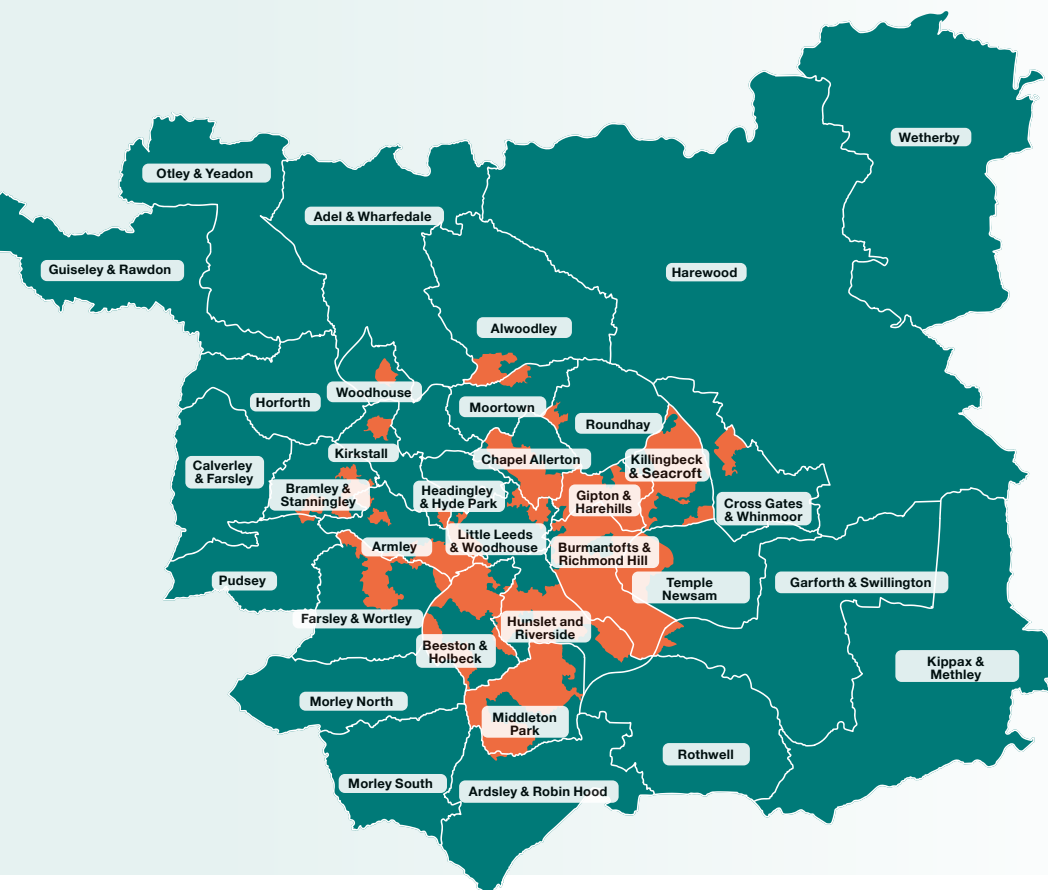 Wetherby
Otley & Yeadon
Adel & Wharfedale
Guiseley & Rawdon
Harewood
Alwoodley
Woodhouse
Horforth
Moortown
Roundhay
Kirkstall
Chapel Allerton
Calverley
& Farsley
Killingbeck
& Seacroft
Bramley &
Stanningley
Headingley
& Hyde Park
Gipton &
Harehills
Cross Gates
& Whinmoor
Little Leeds
& Woodhouse
Armley
Burmantofts &
Richmond Hill
Pudsey
Temple
Newsam
Garforth & Swillington
Farsley & Wortley
Hunslet and
Riverside
Beeston &
Holbeck
Kippax &
Methley
Morley North
Middleton
Park
Rothwell
Morley South
Ardsley & Robin Hood